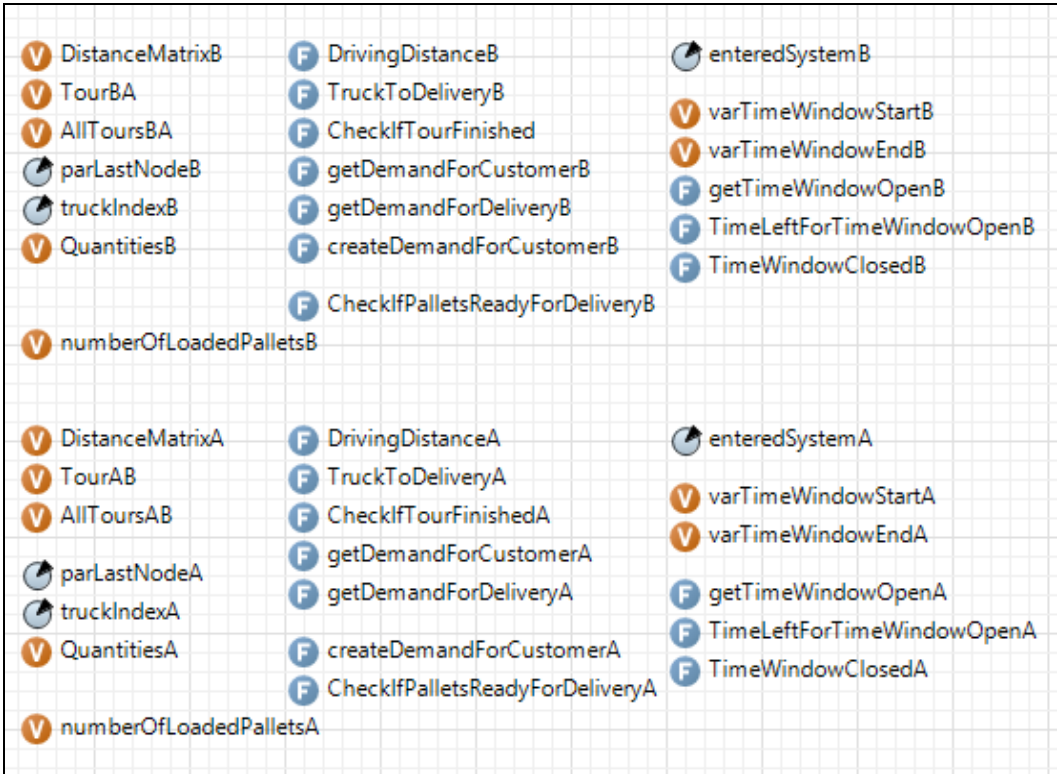 DistanceMatrixB
DrivingDistanceB
enteredSystemB
TourBA
TruckToDeliveryB
varTimeWindowStartB
AllToursBA
CheckIfTourFinished
varTimeWindowEndB
parLastNodeB
getDemandForCustomerB
getTimeWindowOpenB
truckIndexB
getDemandForDeliveryB
TimeLeftForTimeWindowOpenB
QuantitiesB
createDemandForCustomerB
TimeWindowClosedB
CheckIfPalletsReadyForDeliveryB
numberOfLoadedPalletsB
DistanceMatrixA
DrivingDistanceA
enteredSystemA
TourAB
TruckToDeliveryA
varTimeWindowStartA
AllToursAB
CheckIfTourFinishedA
varTimeWindowEndA
getDemandForCustomerA
parLastNodeA
getDemandForDeliveryA
getTimeWindowOpenA
truckIndexA
TimeLeftForTimeWindowOpenA
QuantitiesA
createDemandForCustomerA
TimeWindowClosedA
CheckIfPalletsReadyForDeliveryA
numberOfLoadedPalletsA